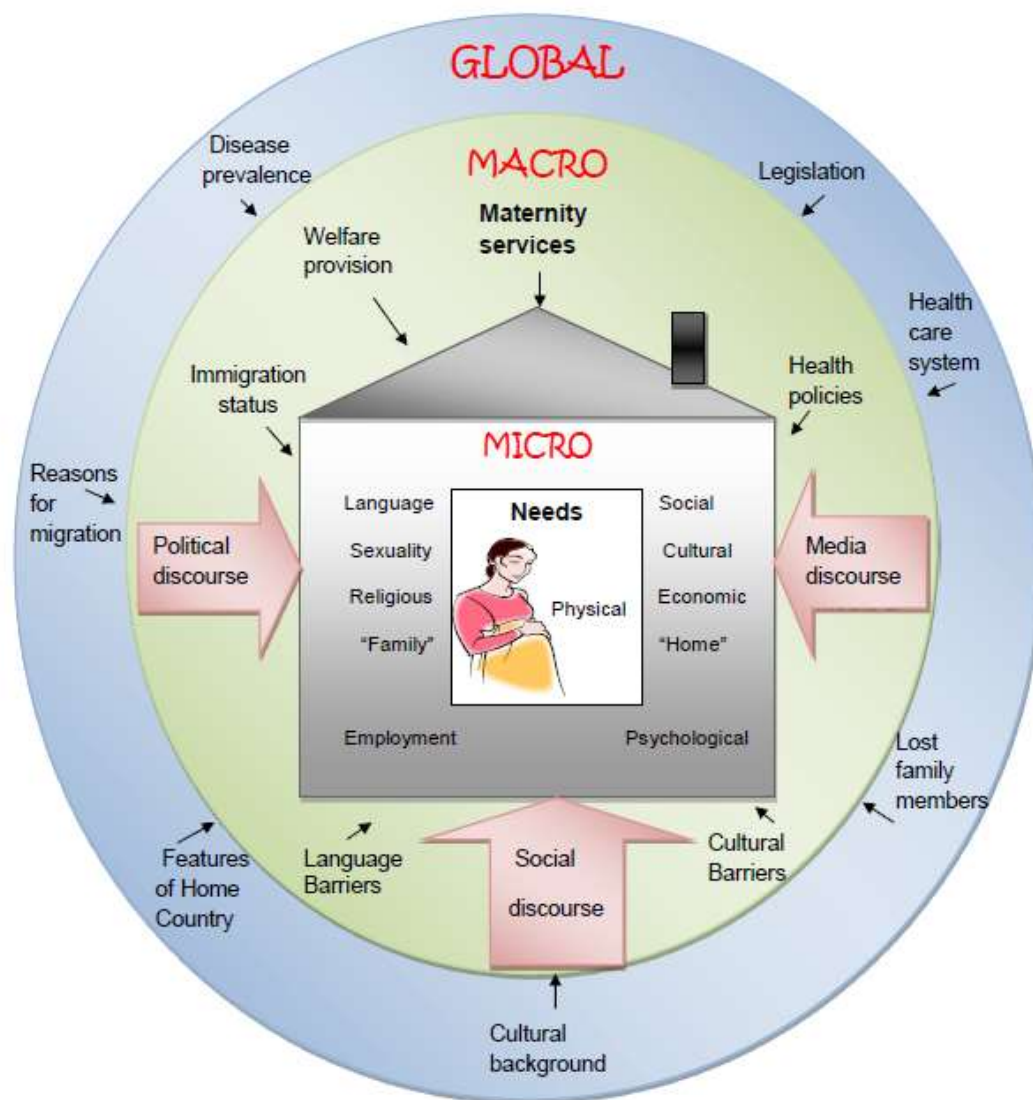 GLOBAL
Disease
prevalence
MACRO
Legislation
Maternity
services
Welfare
provision
Health
care
system
Immigration
status
Health
policies
MICRO
Reasons
for
migration
Language
Needs
Social
Political
discourse
Sexuality
Cultural
Media
discourse
Religious
Physical
Economic
“Family”
“Home”
Employment
Psychological
Lost
family
members
Features
of Home
Country
Language
Barriers
Social
discourse
Cultural
Barriers
Cultural
background